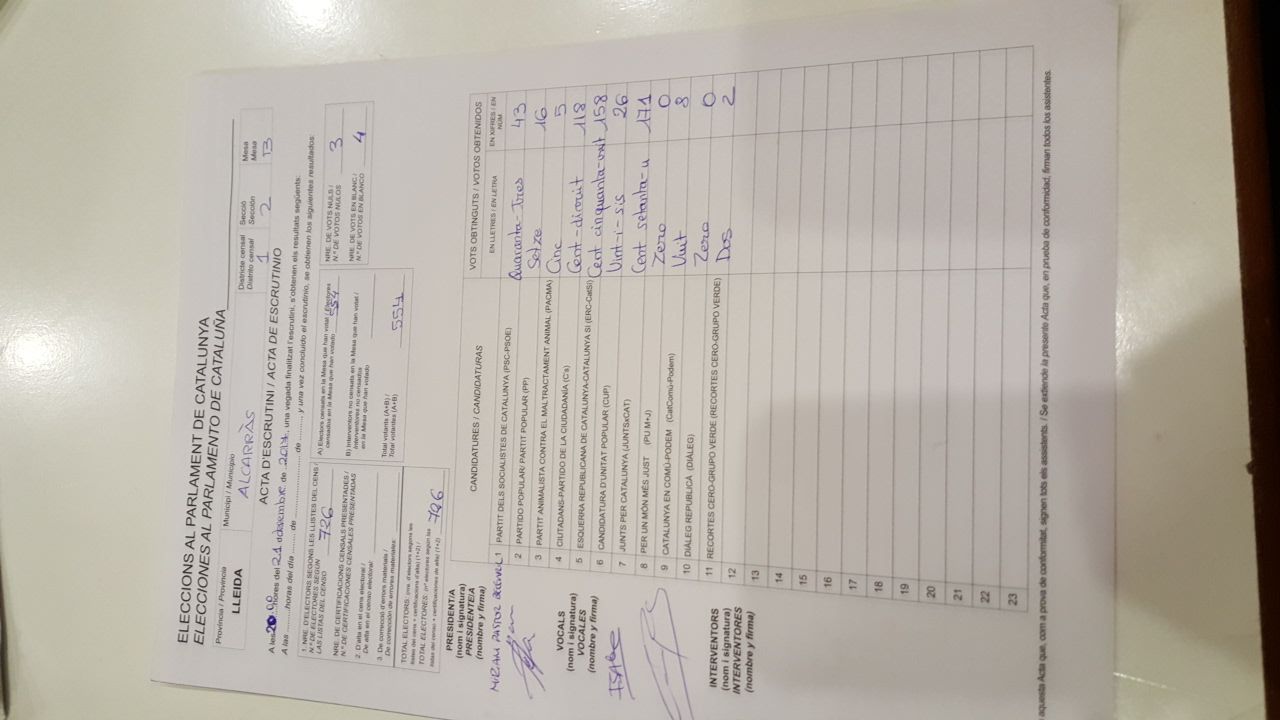 ELECCIONS AL PARLAMENT DE CATALUNYA
ELECCIONES AL PARLAMENTO DE CATALUÑA
Provincia / Provincia
LLEIDA
Municipi / Municipio
ALCARRÀS
Districte censal
Distrito censal
1
Secció
Sección
2
Mesa
Mesa
B
ACTA D'ESCRUTINI / ACTA DE ESCRUTINIO
A les 20:00 hores del 21 de desembre de 2017, una vegada finalitzat l'escrutini, s'obtenen els resultats següents:
A las ........ horas del día ........ de ........ de ........ y una vez concluido el escrutinio, se obtienen los siguientes resultados:
1. NRE. D'ELECTORS SEGONS LES LLISTES DEL CENS /
N.º DE ELECTORES SEGÚN
LAS LISTAS DEL CENSO
726
NRE. DE CERTIFICACIONS CENSALS PRESENTADES /
N.º CERTIFICACIONES CENSALES PRESENTADAS
2. D'alta en el cens electoral /
De alta en el censo electoral:
3. De correcció d'errors materials /
De corrección de errores materiales:
TOTAL ELECTORS: (nre. d'electors segons les
llistes del cens + certificacions d'alta) (1+2) /
TOTAL ELECTORES: (nº electores según las
listas del censo + certificaciones de alta) (1+2)
726
A) Electors censats en la Mesa que han votat / Electores
censados en la Mesa que han votado
554
B) Interventors no censats en la Mesa que han votat /
Interventores no censados
en la Mesa que han votado
Total votants (A+B) /
Total votantes (A+B)
554
NRE. DE VOTS NULS /
N.º DE VOTOS NULOS
3
NRE. DE VOTS EN BLANC /
N.º DE VOTOS EN BLANCO
4
PRESIDENTIA
(nom i signatura)
PRESIDENTE/A
(nombre y firma)
VOCALS
(nom i signatura)
VOCALES
(nombre y firma)
INTERVENTORS
(nom i signatura)
INTERVENTORES
(nombre y firma)
CANDIDATURES / CANDIDATURAS
VOTS OBTINGUTS / VOTOS OBTENIDOS
EN LLETRES / EN LETRA
EN XIFRES / EN NÚM.
1 PARTIT DELS SOCIALISTES DE CATALUNYA (PSC-PSOE) Quaranta-Tres 43
2 PARTIDO POPULAR/ PARTIT POPULAR (PP) Setze 16
3 PARTIT ANIMALISTA CONTRA EL MALTRACTAMENT ANIMAL (PACMA) Cinc 5
4 CIUTADANS-PARTIDO DE LA CIUDADANÍA (C's) Cent-divuit 118
5 ESQUERRA REPUBLICANA DE CATALUNYA-CATALUNYA SÍ (ERC-CatSí) Cent cinquanta-vuit 158
6 CANDIDATURA D'UNITAT POPULAR (CUP) Vint-i-sis 26
7 JUNTS PER CATALUNYA (JUNTSxCAT) Cent setanta-u 171
8 PER UN MÓN MÉS JUST (PU M+J) Zero 0
9 CATALUNYA EN COMÚ-PODEM (CatComú-Podem) Vuit 8
10 DIÀLEG REPUBLICÀ (DIÀLEG) Zero 0
11 RECORTES CERO-GRUPO VERDE (RECORTES CERO-GRUPO VERDE) Dos 2
12
13
14
15
16
17
18
19
20
21
22
23
aquesta Acta que, com a prova de conformitat, signen tots els assistents. / Se extiende la presente Acta que, en prueba de conformidad, firman todos los asistentes.